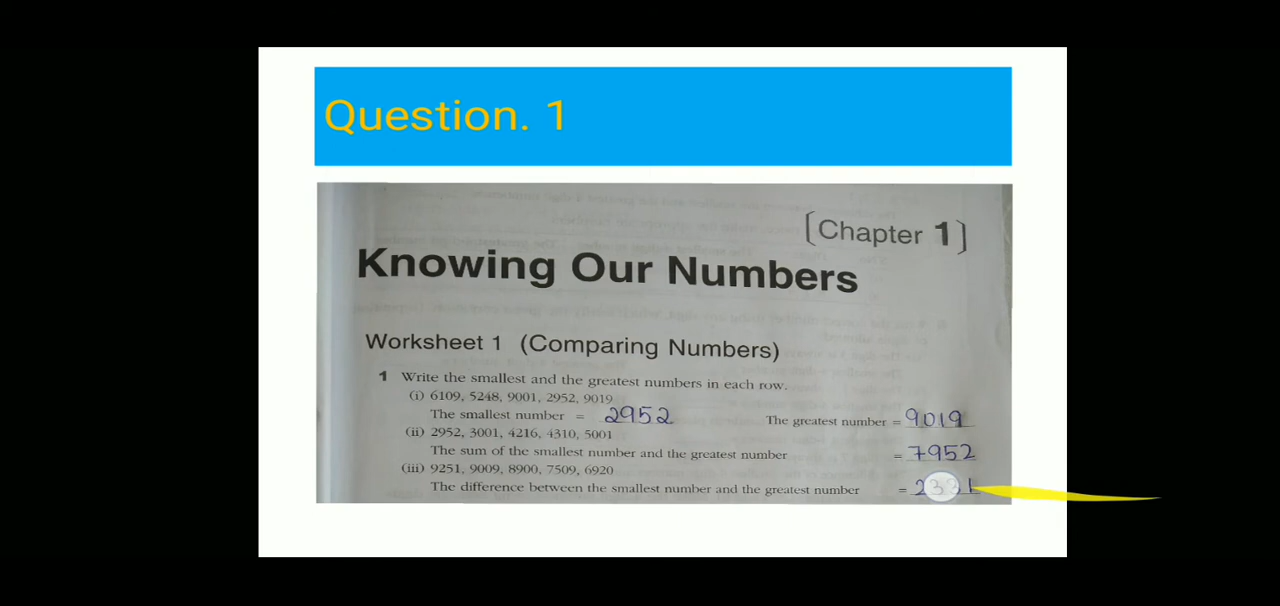 Question. 1
[Chapter 1]
Knowing Our Numbers
Worksheet 1 (Comparing Numbers)
1 Write the smallest and the greatest numbers in each row.
(i) 6109, 5248, 9001, 2952, 9019
The smallest number = 2952 The greatest number = 9019
(ii) 2952, 3001, 4216, 4310, 5001
The sum of the smallest number and the greatest number = 7952
(iii) 9251, 9009, 8900, 7509, 6920
The difference between the smallest number and the greatest number = 2331